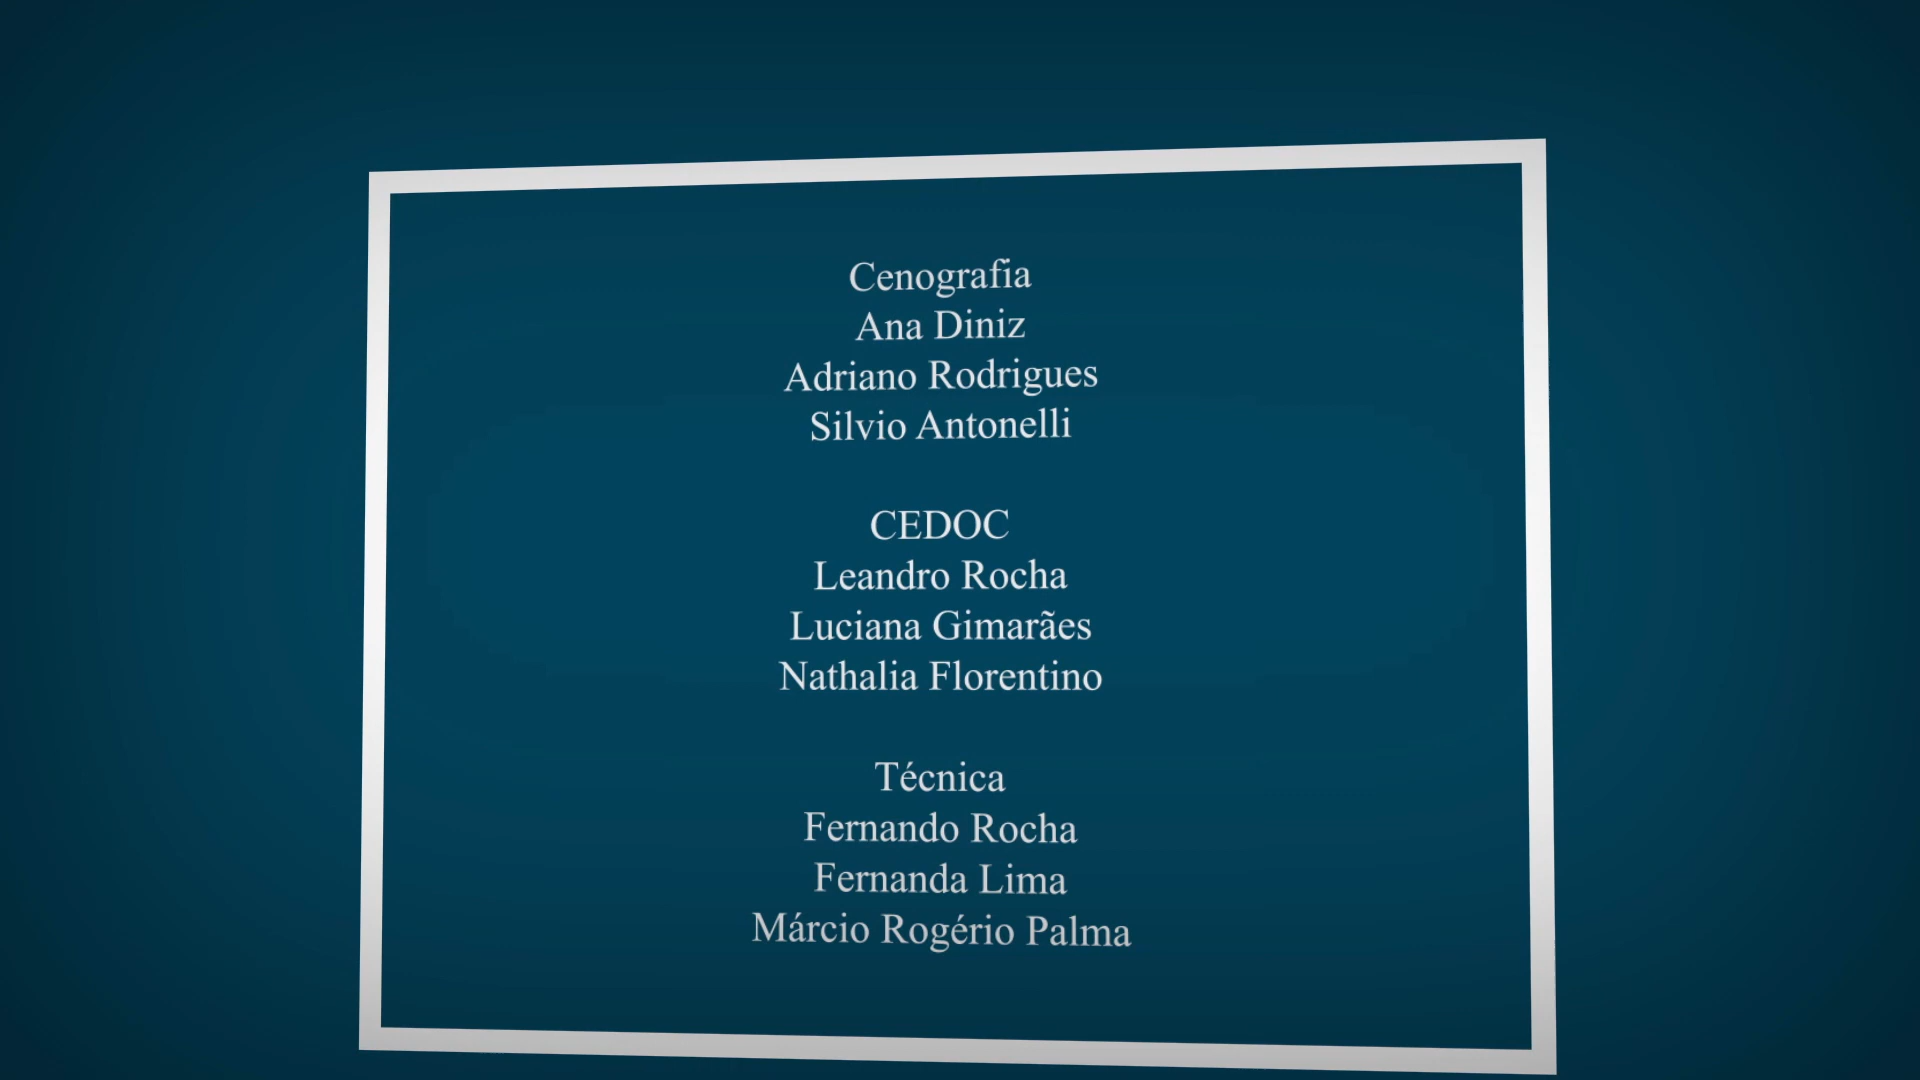 Cenografia
Ana Diniz
Adriano Rodrigues
Silvio Antonelli
CEDOC
Leandro Rocha
Luciana Gimarães
Nathalia Florentino
Técnica
Fernando Rocha
Fernanda Lima
Márcio Rogério Palma